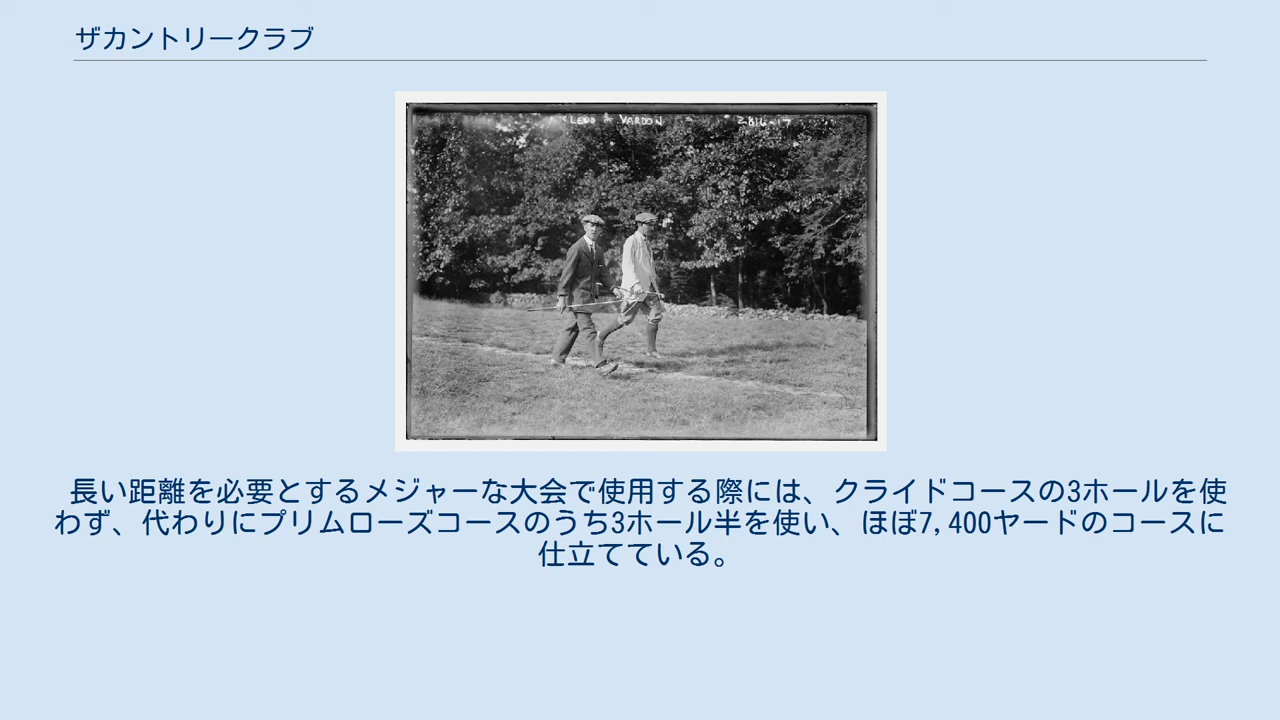 ザカントリークラブ
VARDON 2816-17
長い距離を必要とするメジャーな大会で使用する際には、クライドコースの3ホールを使
わず、代わりにプリムローズコースのうち3ホール半を使い、ほぼ7,400ヤードのコースに
仕立てている。